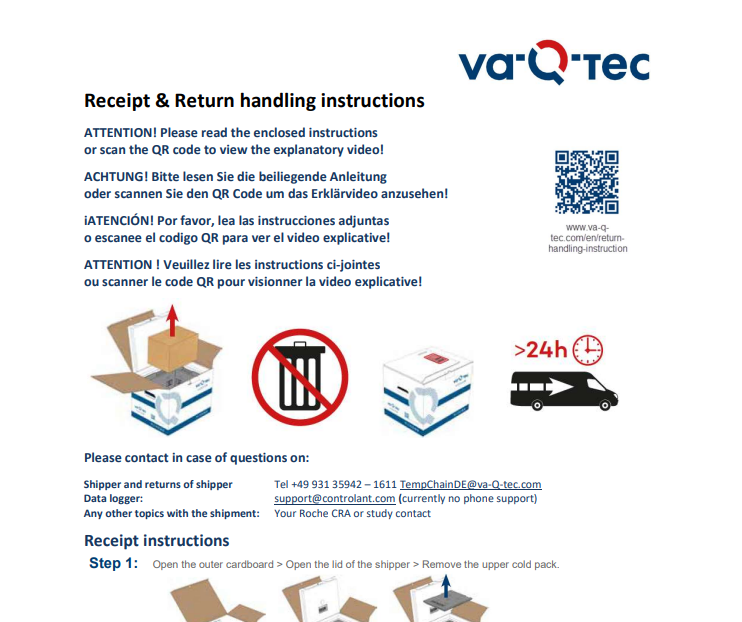 va-Q-tec
Receipt & Return handling instructions
ATTENTION! Please read the enclosed instructions
or scan the QR code to view the explanatory video!
ACHTUNG! Bitte lesen Sie die beiliegende Anleitung
oder scannen Sie den QR Code um das Erklärvideo anzusehen!
¡ATENCIÓN! Por favor, lea las instrucciones adjuntas
o escanee el codigo QR para ver el video explicative!
ATTENTION ! Veuillez lire les instructions ci-jointes
ou scanner le code QR pour visionner la video explicative!
www.va-q-
tec.com/en/return-
handling-instruction
>24h
Please contact in case of questions on:
Shipper and returns of shipper Tel +49 931 35942 – 1611 TempChainDE@va-Q-tec.com
Data logger: support@controlant.com (currently no phone support)
Any other topics with the shipment: Your Roche CRA or study contact
Receipt instructions
Step 1: Open the outer cardboard > Open the lid of the shipper > Remove the upper cold pack.